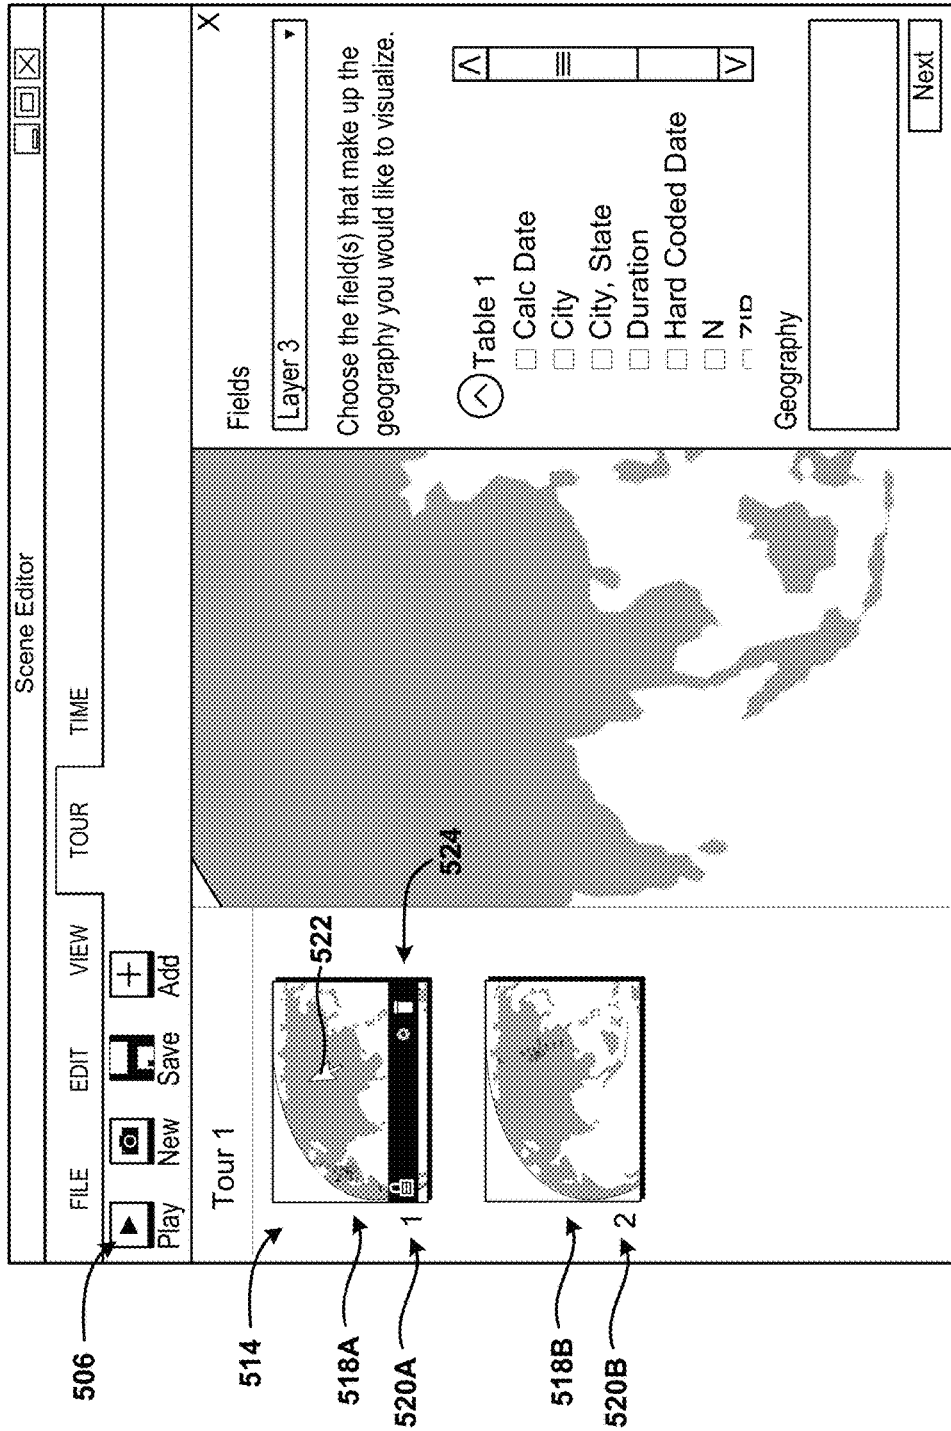 Scene Editor
FILE EDIT VIEW TOUR TIME
506
Play New Save Add
514
Tour 1
518A
520A
1
522
524
518B
520B
2
X
Fields
Layer 3
Choose the field(s) that make up the
geography you would like to visualize.
Table 1
Calc Date
City
City, State
Duration
Hard Coded Date
N
ZIP
Geography
Next